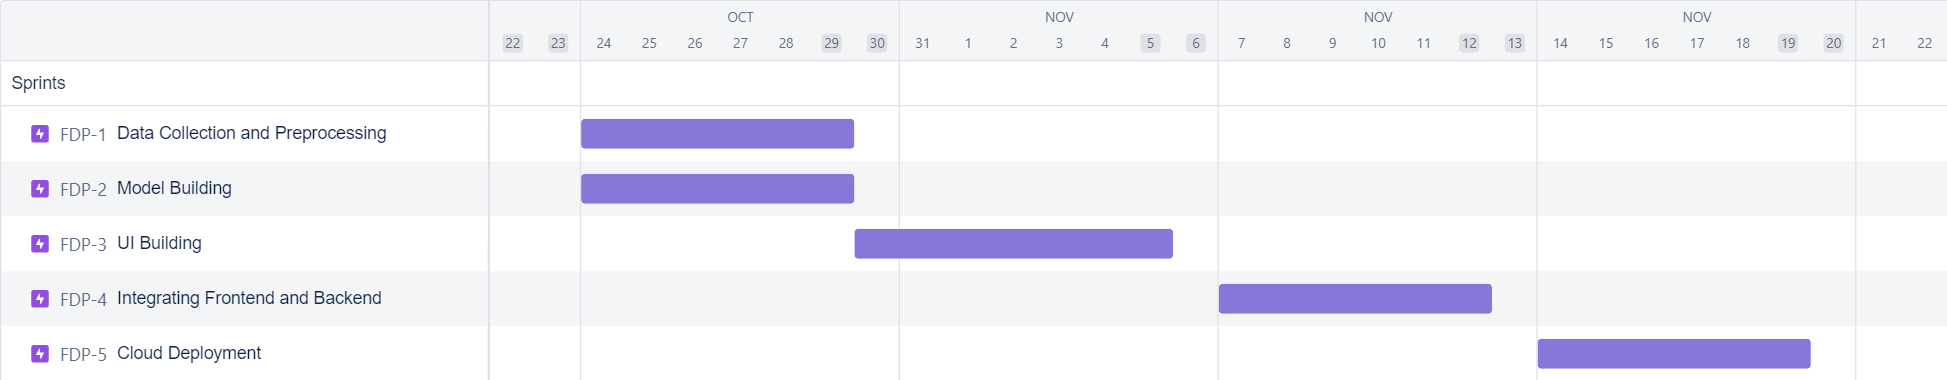 OCT NOV NOV NOV
22 23 24 25 26 27 28 29 30 31 1 2 3 4 5 6 7 8 9 10 11 12 13 14 15 16 17 18 19 20 21 22
Sprints
FDP-1 Data Collection and Preprocessing
FDP-2 Model Building
FDP-3 UI Building
FDP-4 Integrating Frontend and Backend
FDP-5 Cloud Deployment